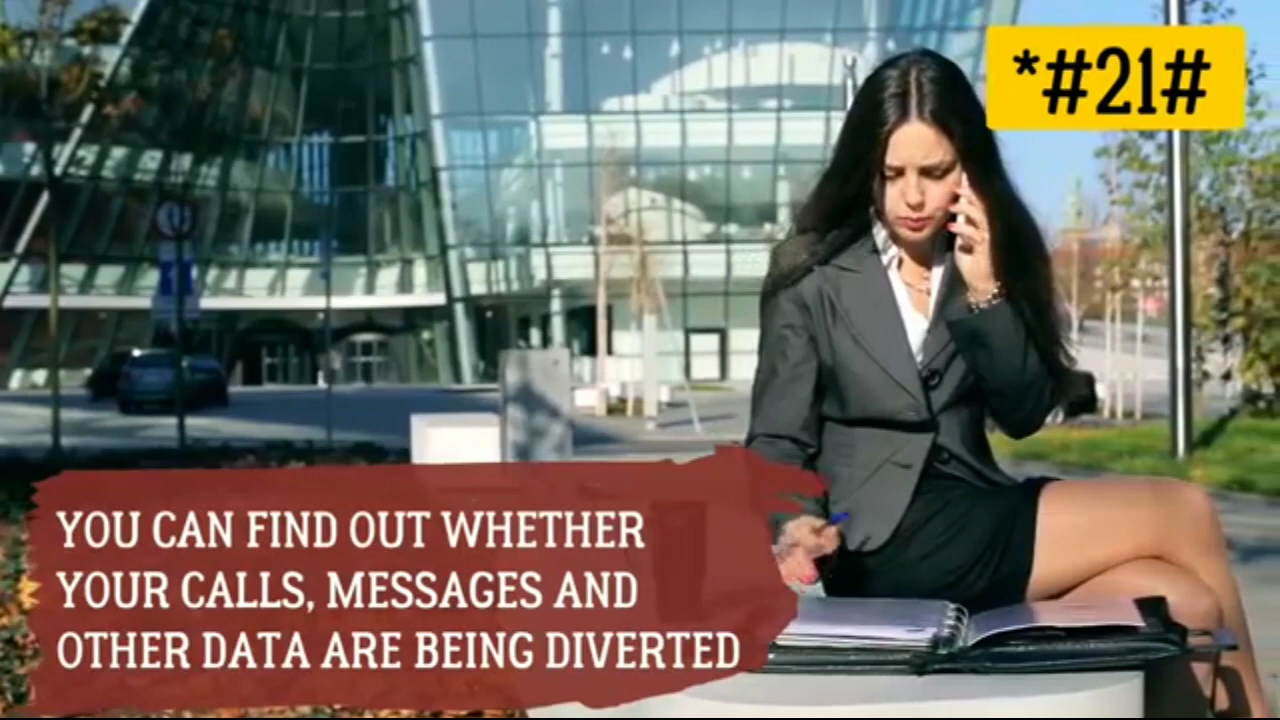 *#21#
YOU CAN FIND OUT WHETHER
YOUR CALLS, MESSAGES AND
OTHER DATA ARE BEING DIVERTED